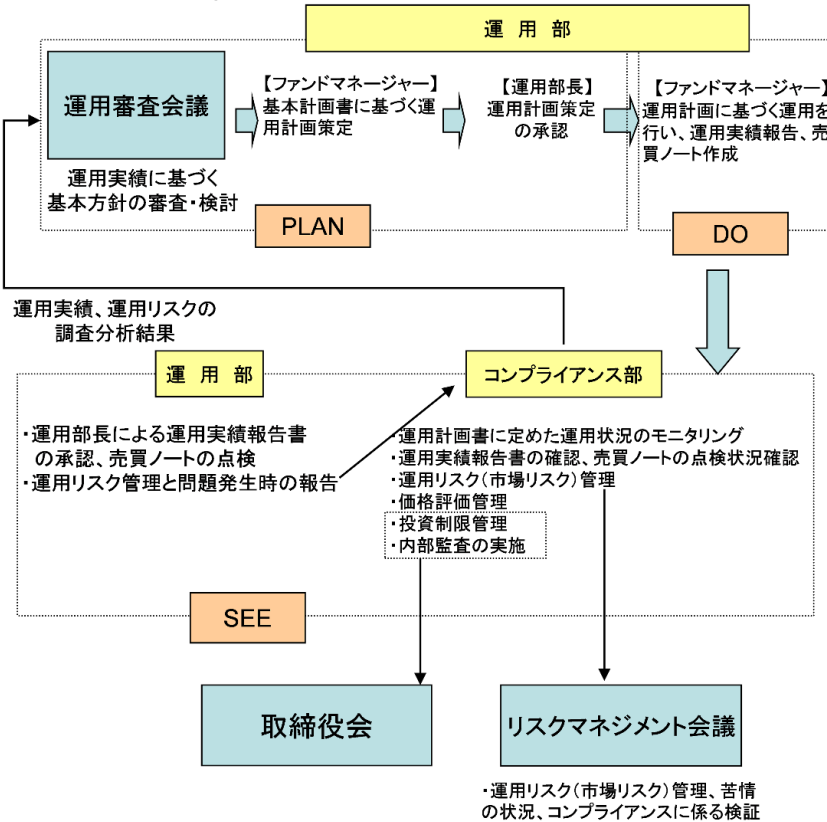 運用部
運用審査会議
運用実績に基づく
基本方針の審査・検討
【ファンドマネージャー】
基本計画書に基づく運
用計画策定
【運用部長】
運用計画策定
の承認
【ファンドマネージャー】
運用計画に基づく運用を
行い、運用実績報告、売
買ノート作成
PLAN
DO
運用実績、運用リスクの
調査分析結果
運用部
コンプライアンス部
・運用部長による運用実績報告書
の承認、売買ノートの点検
・運用リスク管理と問題発生時の報告
・運用計画書に定めた運用状況のモニタリング
・運用実績報告書の確認、売買ノートの点検状況確認
・運用リスク(市場リスク)管理
・価格評価管理
・投資制限管理
・内部監査の実施
SEE
取締役会
リスクマネジメント会議
・運用リスク(市場リスク)管理、苦情
の状況、コンプライアンスに係る検証